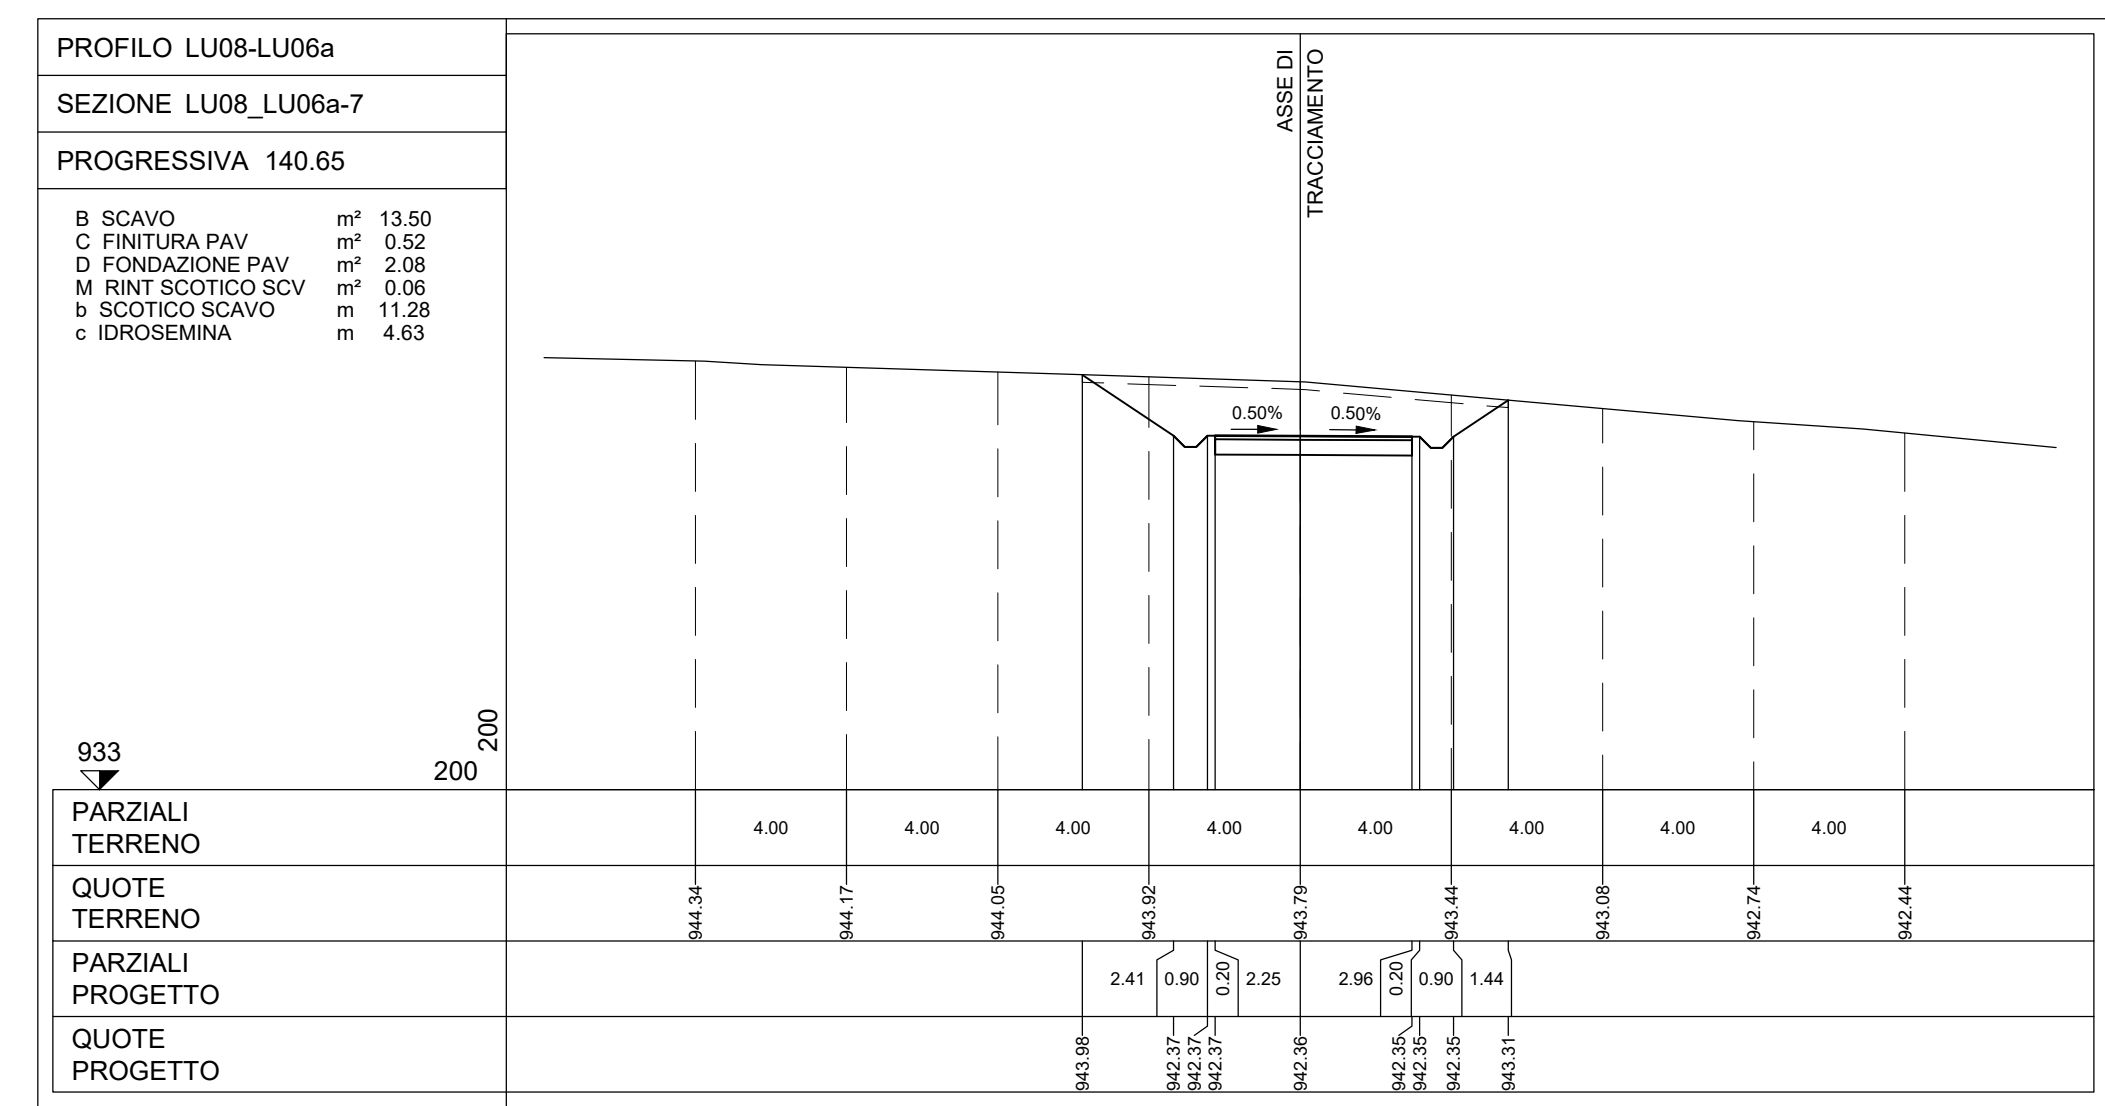 PROFILO LU08-LU06a
SEZIONE LU08_LU06a-7
PROGRESSIVA 140.65
B SCAVO m² 13.50
C FINITURA PAV m² 0.52
D FONDAZIONE PAV m² 2.08
M RINT SCOTICO SCV m² 0.06
b SCOTICO SCAVO m 11.28
c IDROSEMINA m 4.63
ASSE DI
TRACCIAMENTO
0.50% 0.50%
933
200
200
PARZIALI
TERRENO
4.00 4.00 4.00 4.00 4.00 4.00 4.00 4.00
QUOTE
TERRENO
944.34 944.17 944.05 943.92 943.79 943.44 943.08 942.74 942.44
PARZIALI
PROGETTO
2.41 0.90 0.20 2.25 2.96 0.20 0.90 1.44
QUOTE
PROGETTO
943.98 942.37 942.37 942.37 942.36 942.35 942.35 942.35 943.31